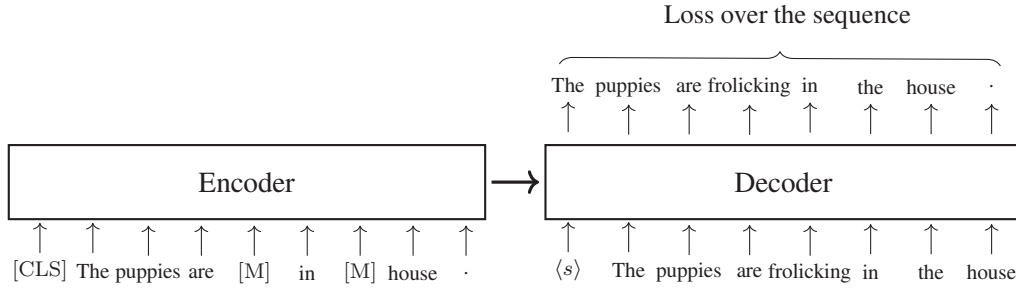 Loss over the sequence
The puppies are frolicking in the house .
Encoder
Decoder
[CLS] The puppies are [M] in [M] house .
⟨s⟩ The puppies are frolicking in the house